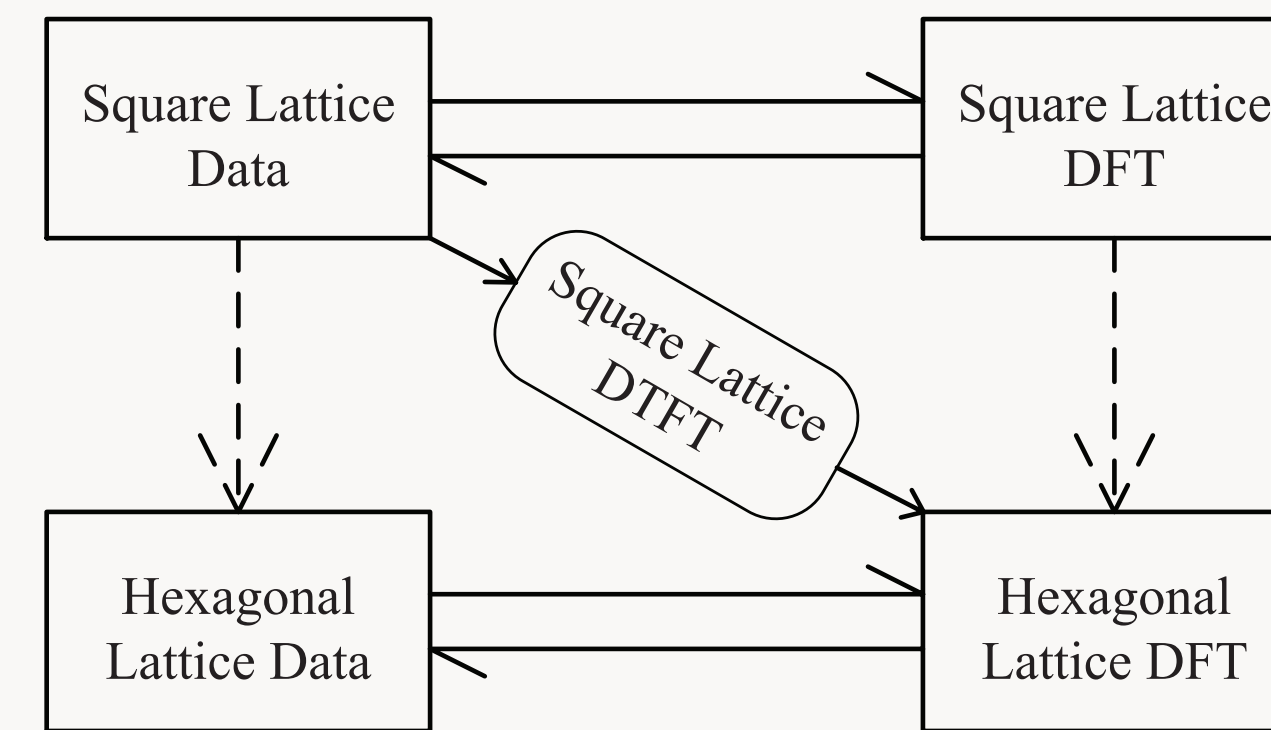 Square Lattice
Data
Square Lattice
DFT
Square Lattice
DTFT
Hexagonal
Lattice Data
Hexagonal
Lattice DFT